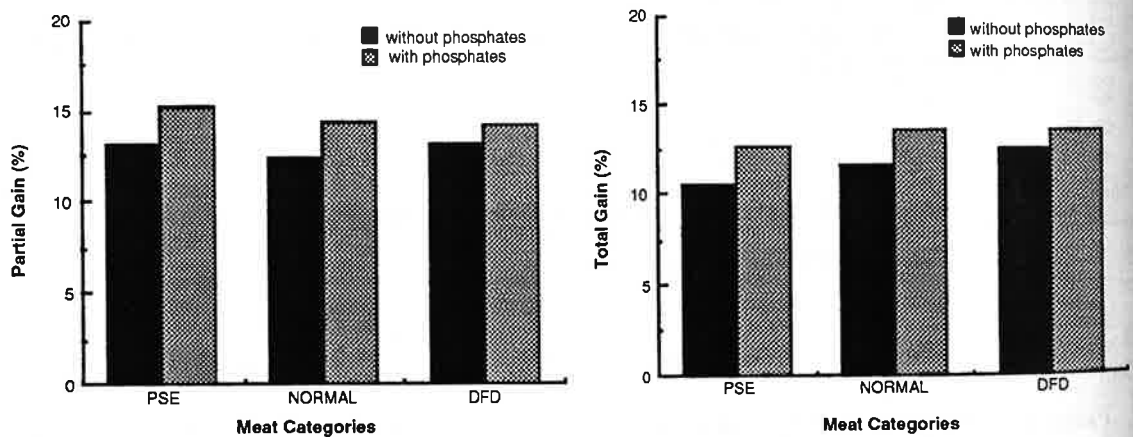 20
15
10
5
0
Partial Gain (%)
without phosphates
with phosphates
PSE NORMAL DFD
Meat Categories
20
15
10
5
0
Total Gain (%)
without phosphates
with phosphates
PSE NORMAL DFD
Meat Categories